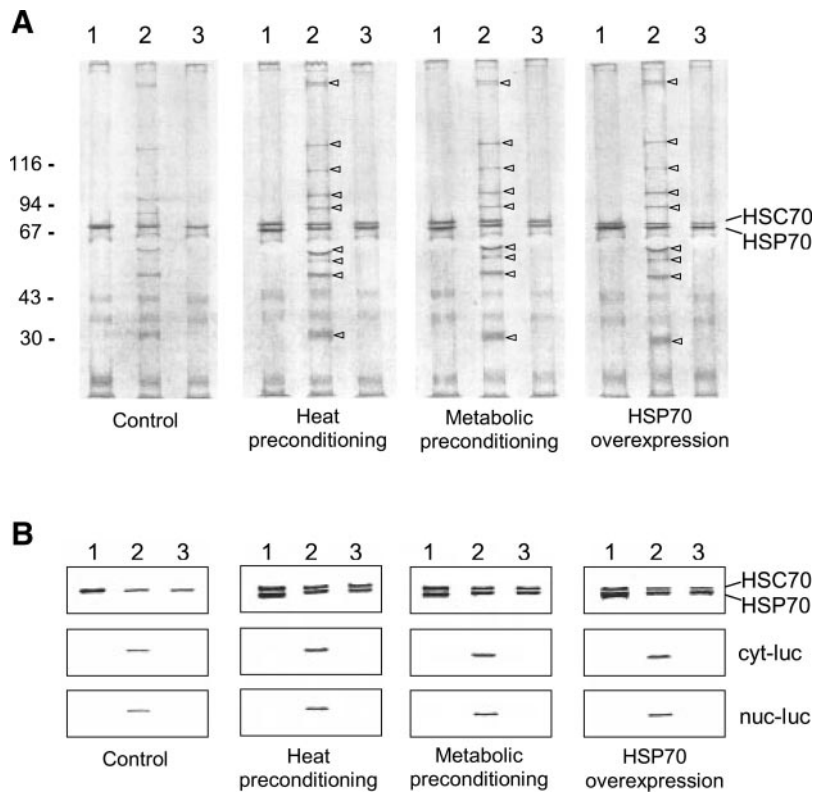 A
1 2 3 1 2 3 1 2 3 1 2 3
116 -
94 -
67 -
43 -
30 -
HSC70
HSP70
Control
Heat
preconditioning
Metabolic
preconditioning
HSP70
overexpression
B
1 2 3 1 2 3 1 2 3 1 2 3
HSC70
HSP70
cyt-luc
nuc-luc
Control
Heat
preconditioning
Metabolic
preconditioning
HSP70
overexpression